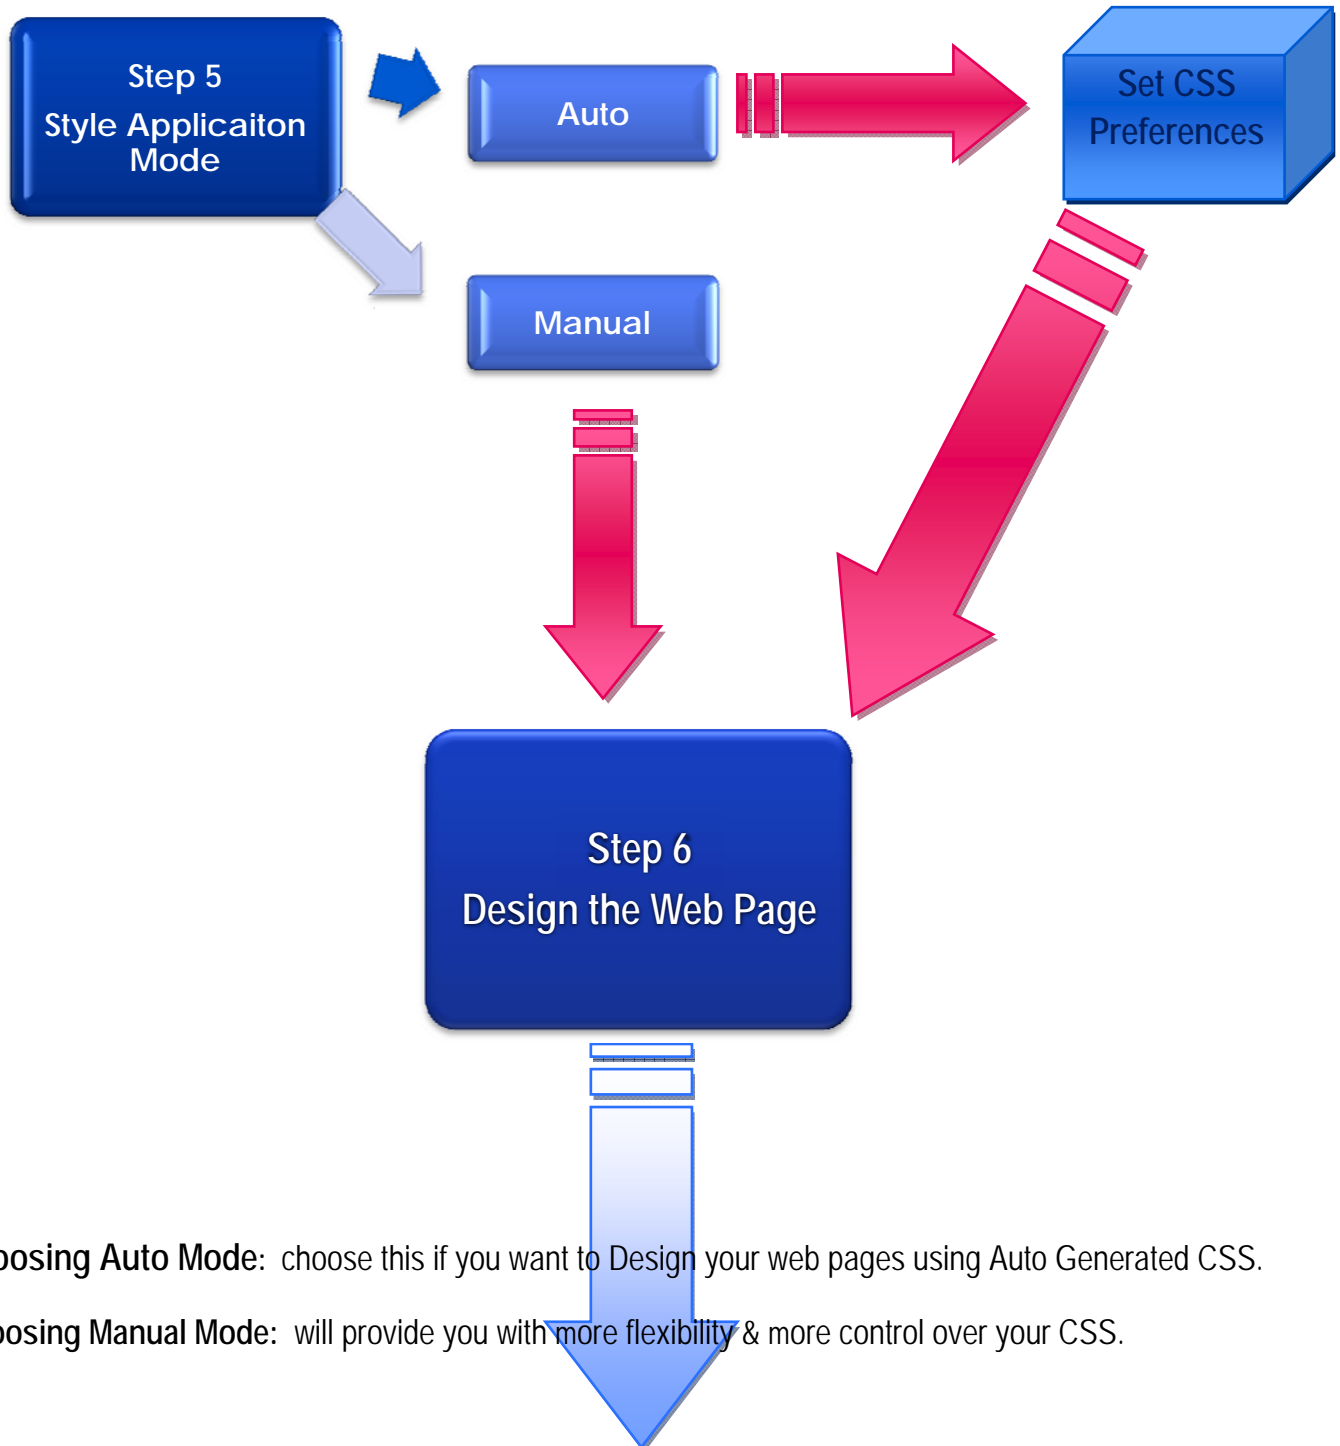 Step 5
Style Applicaiton
Mode
Auto
Set CSS
Preferences
Manual
Step 6
Design the Web Page
oosing Auto Mode: choose this if you want to Design your web pages using Auto Generated CSS.
oosing Manual Mode: will provide you with more flexibility & more control over your CSS.